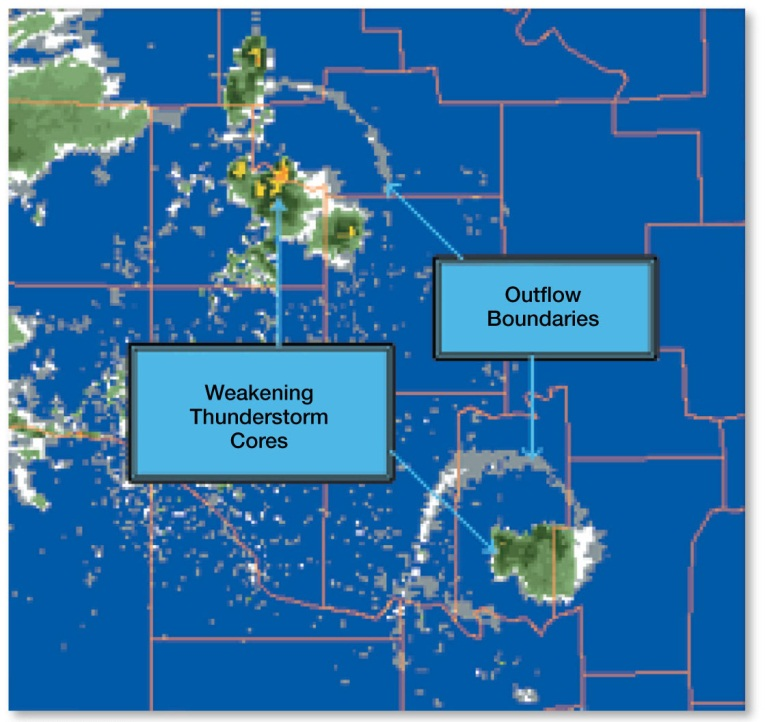 Outflow
Boundaries
Weakening
Thunderstorm
Cores